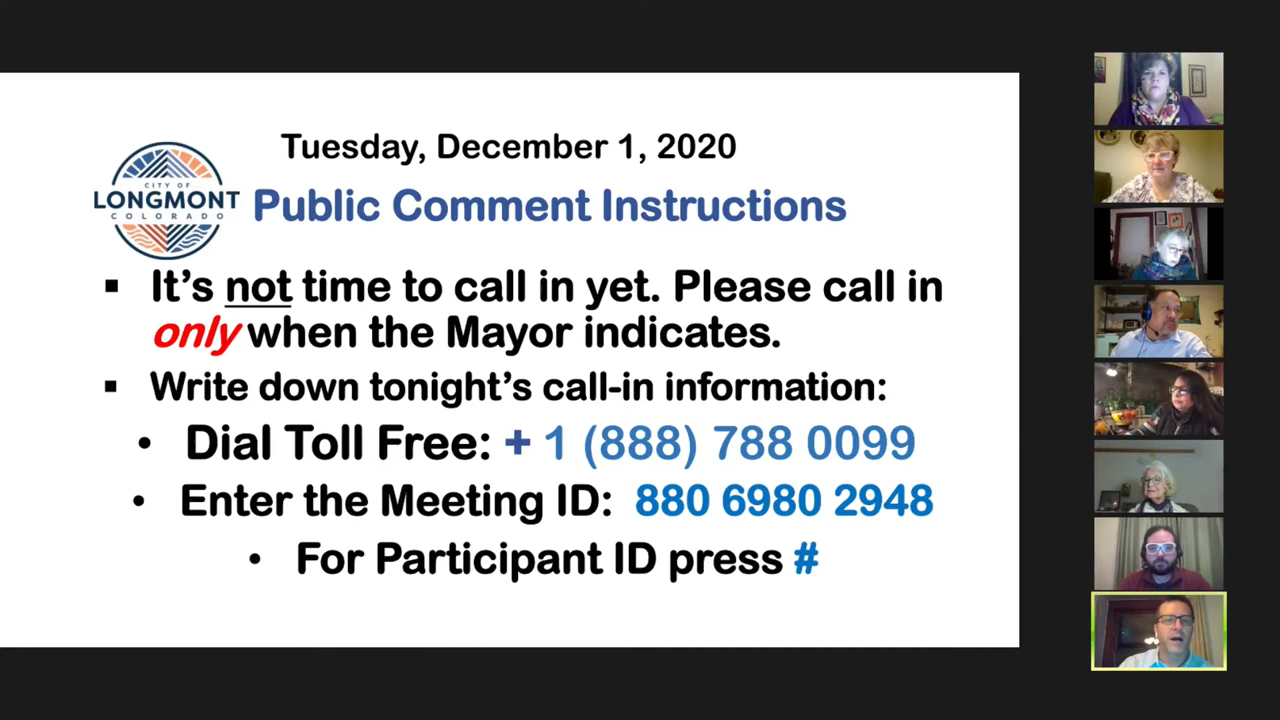 Tuesday, December 1, 2020
CITY OF
LONGMONT
COLORADO
Public Comment Instructions
▪ It’s not time to call in yet. Please call in
only when the Mayor indicates.
▪ Write down tonight’s call-in information:
• Dial Toll Free: + 1 (888) 788 0099
• Enter the Meeting ID: 880 6980 2948
• For Participant ID press #